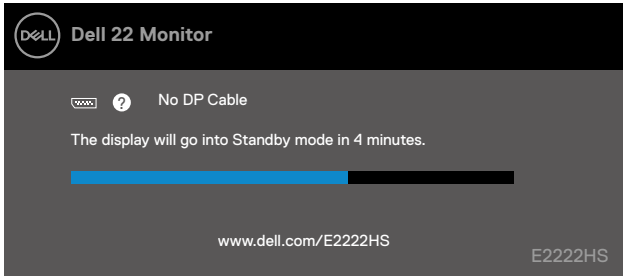 DELL
Dell 22 Monitor
No DP Cable
The display will go into Standby mode in 4 minutes.
www.dell.com/E2222HS
E2222HS